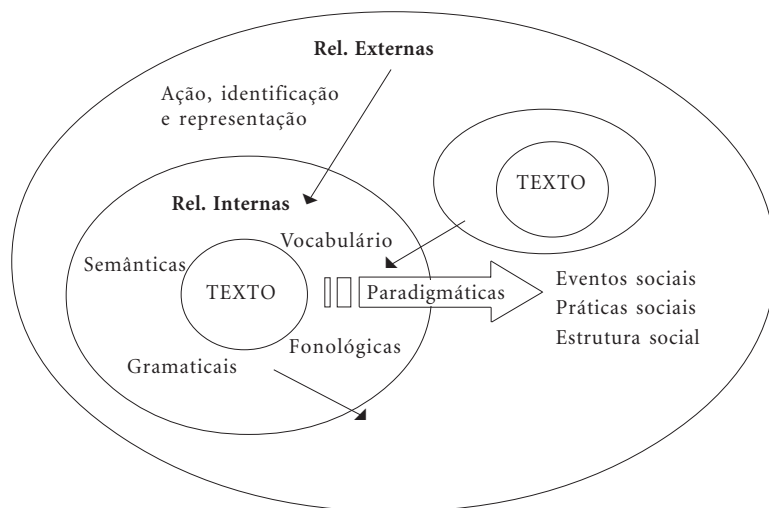 Rel. Externas
Ação, identificação
e representação
TEXTO
Rel. Internas
Vocabulário
Semânticas
TEXTO
Paradigmáticas
Eventos sociais
Práticas sociais
Estrutura social
Fonológicas
Gramaticais